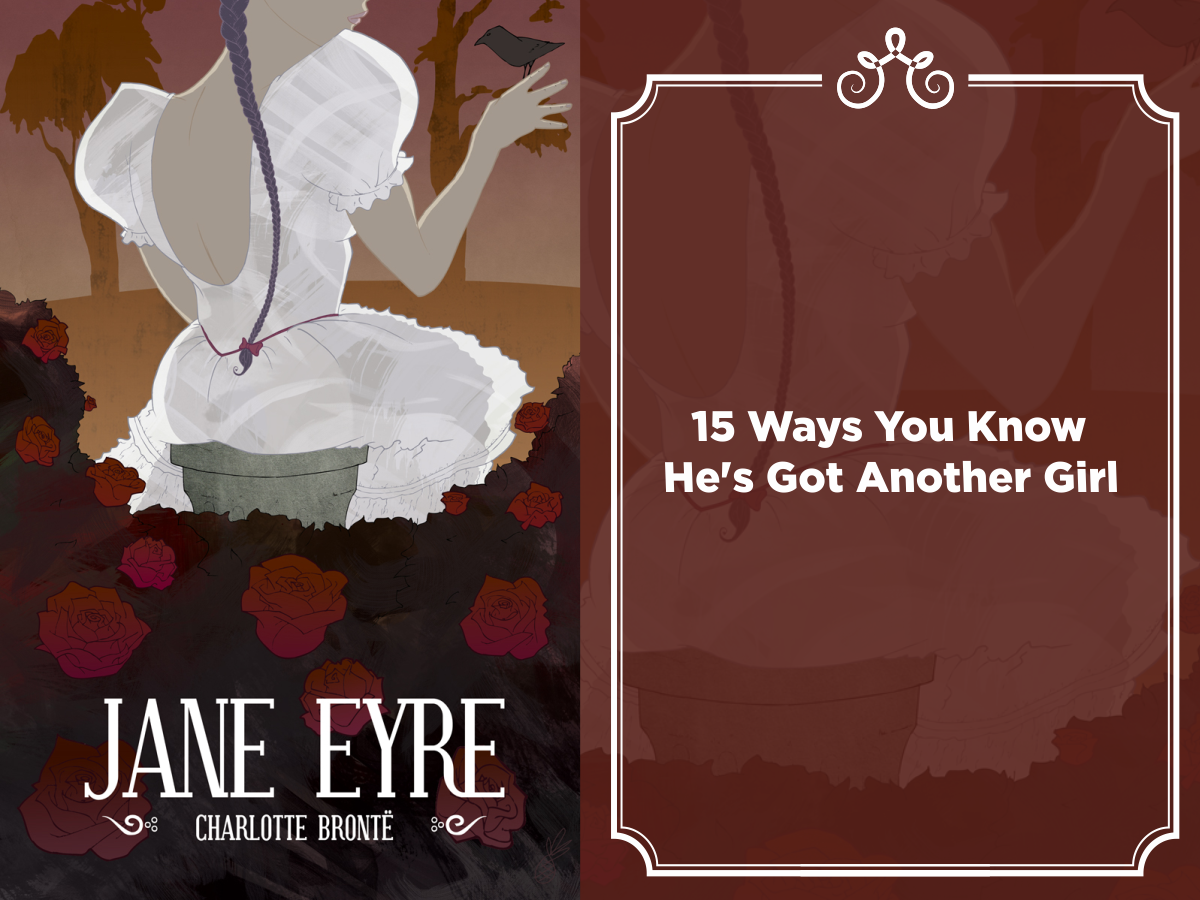 JANE EYRE
CHARLOTTE BRONTË
15 Ways You Know
He's Got Another Girl